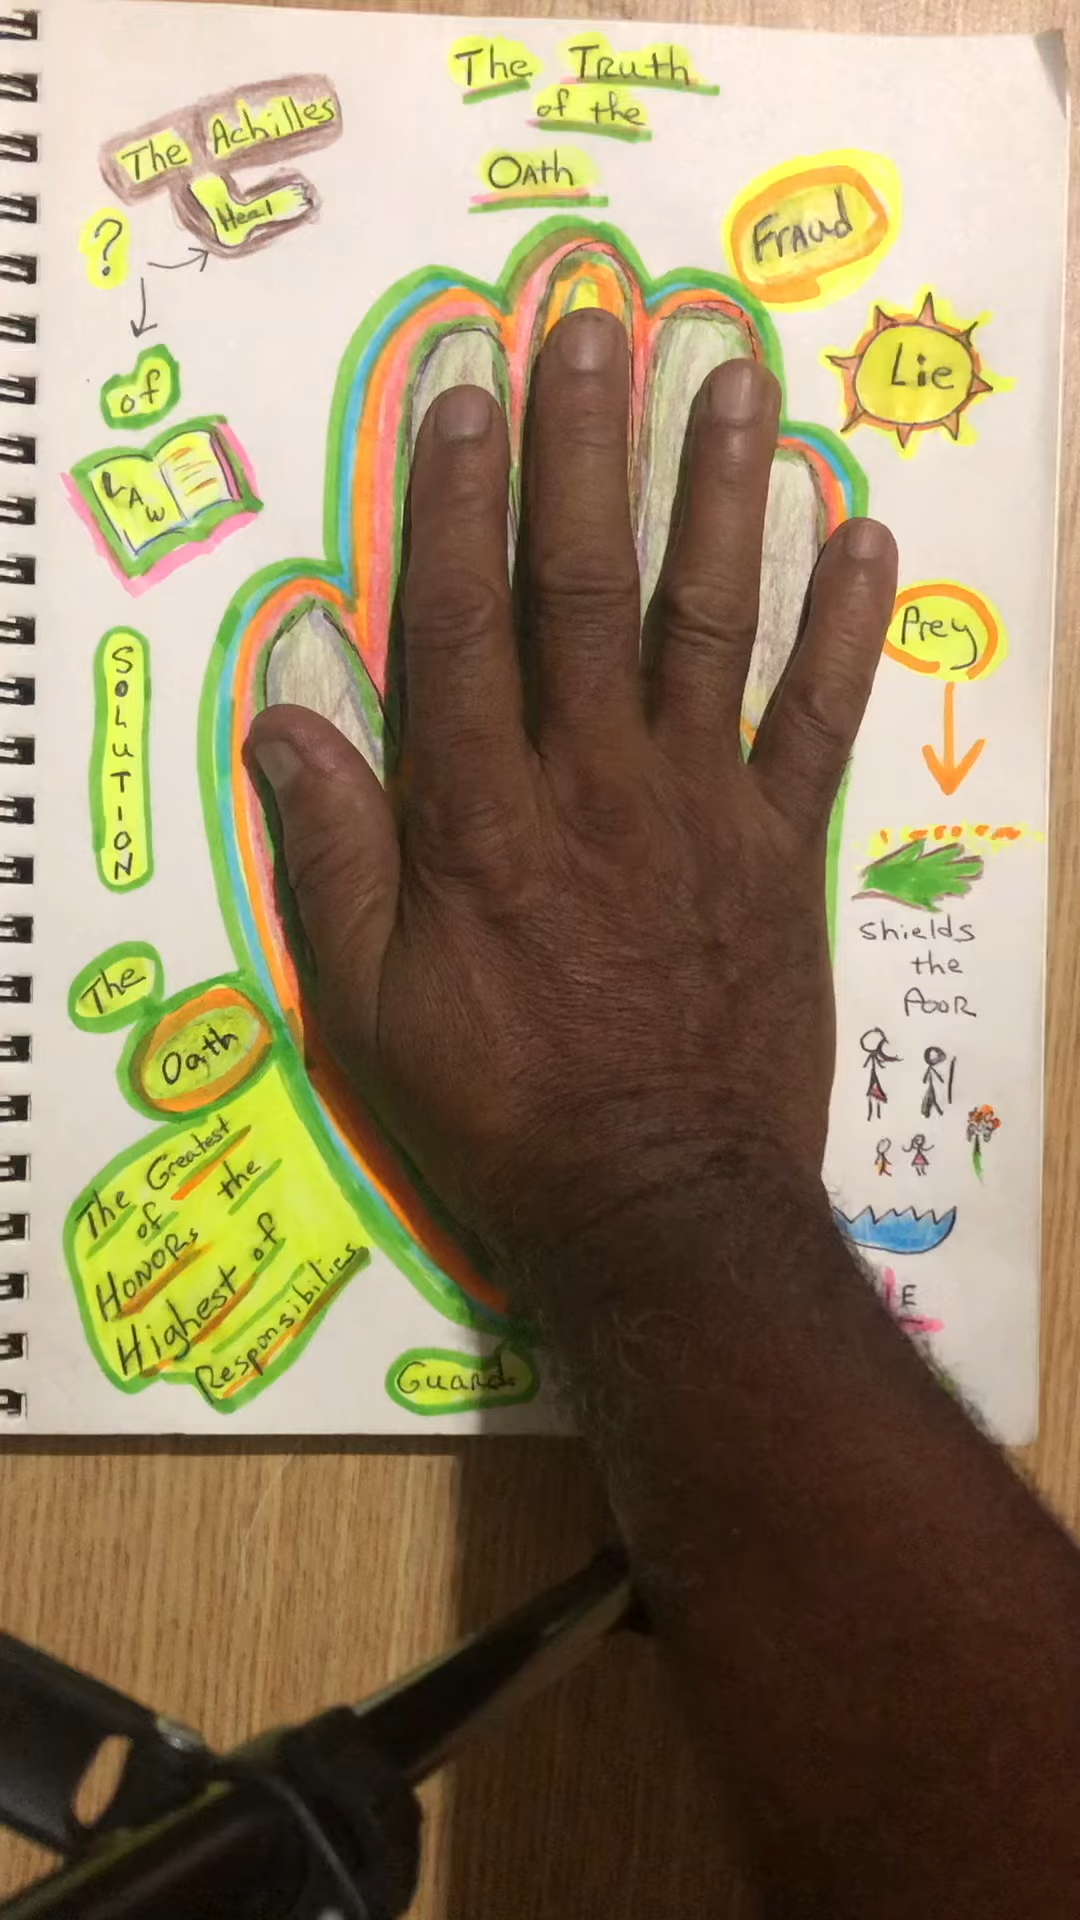 The Truth
of the
Oath
The Achilles
Heal
?
of
LAW
SOLUTION
The
Oath
The Greatest
of the
HONORs
Highest of
Responsibilies
Guard
Fraud
Lie
Prey
Shields
the
Poor
E